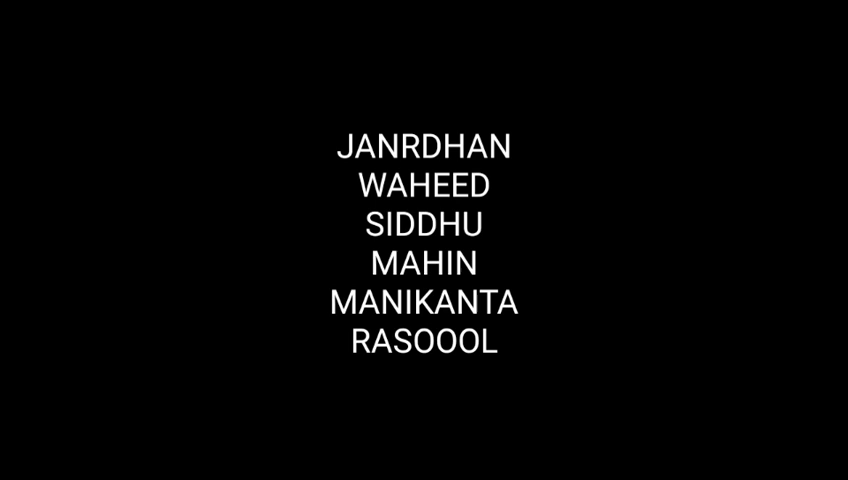 JANRDHAN
WAHEED
SIDDHU
MAHIN
MANIKANTA
RASOOOL